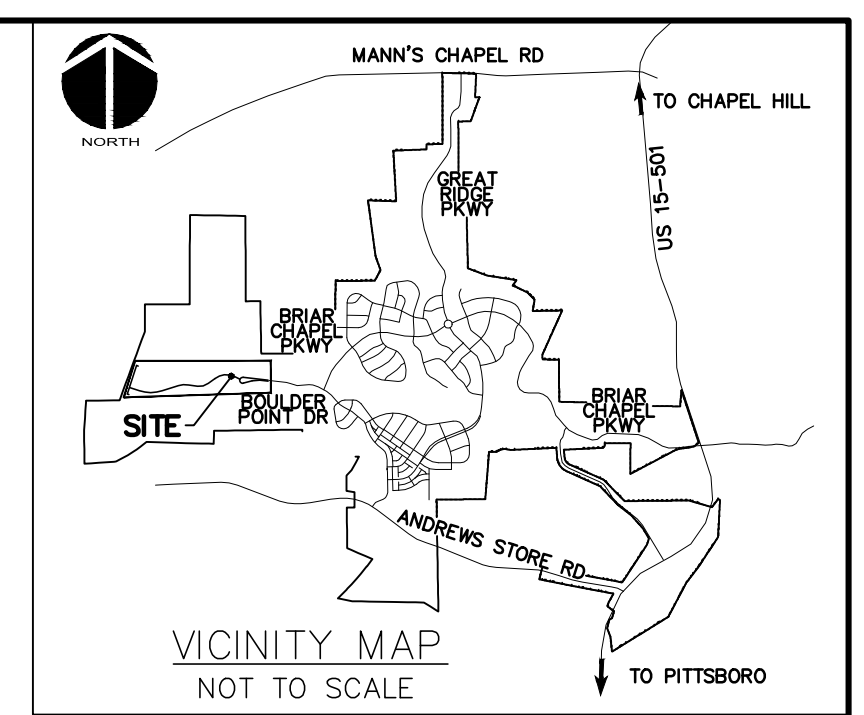 MANN'S CHAPEL RD
NORTH
TO CHAPEL HILL
US 15-501
GREAT
RIDGE
PKWY
BRIAR
CHAPEL
PKWY
BOULDER
POINT DR
SITE
BRIAR
CHAPEL
PKWY
ANDREWS STORE RD
VICINITY MAP
NOT TO SCALE
TO PITTSBORO